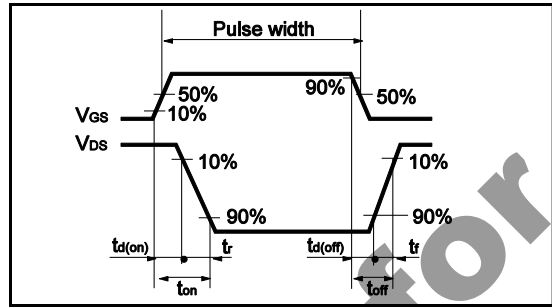 Pulse width
90%
50%
50%
10%
VGS
VDS
10%
10%
90%
90%
td(on)
tr
td(off)
tf
ton
toff
for